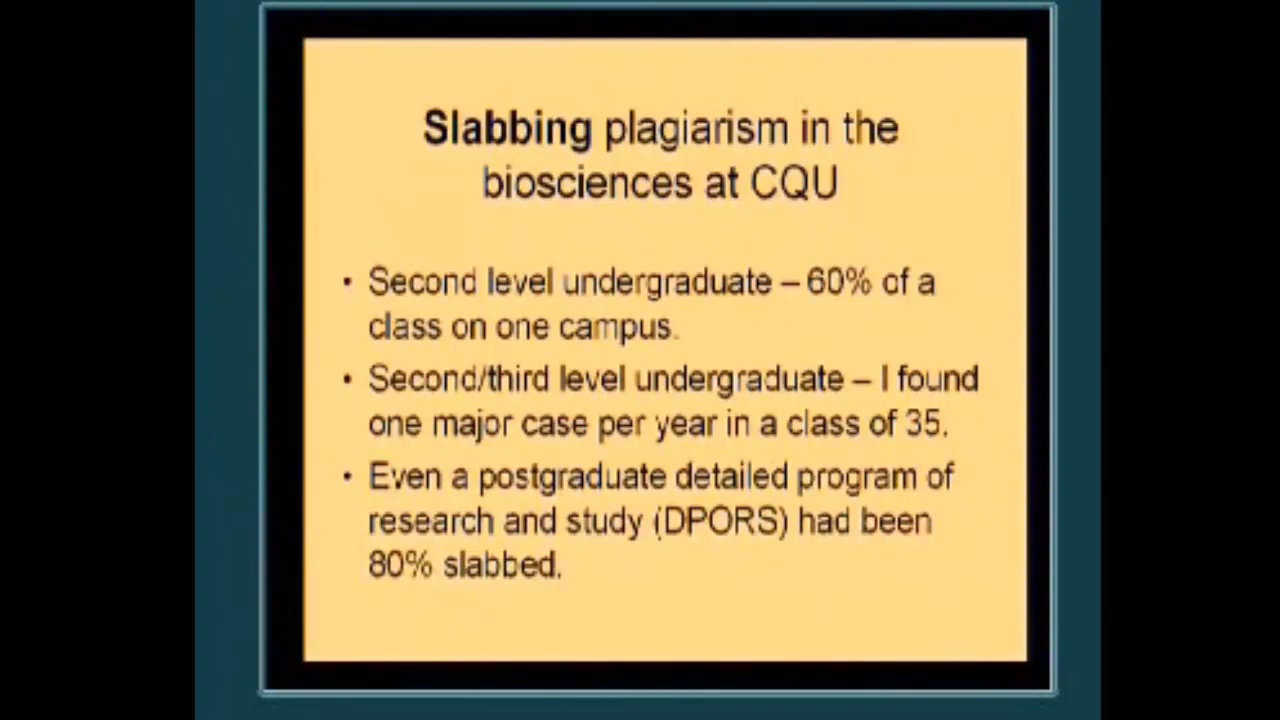 Slabbing plagiarism in the
biosciences at CQU
• Second level undergraduate – 60% of a
class on one campus.
• Second/third level undergraduate – I found
one major case per year in a class of 35.
• Even a postgraduate detailed program of
research and study (DPORS) had been
80% slabbed.